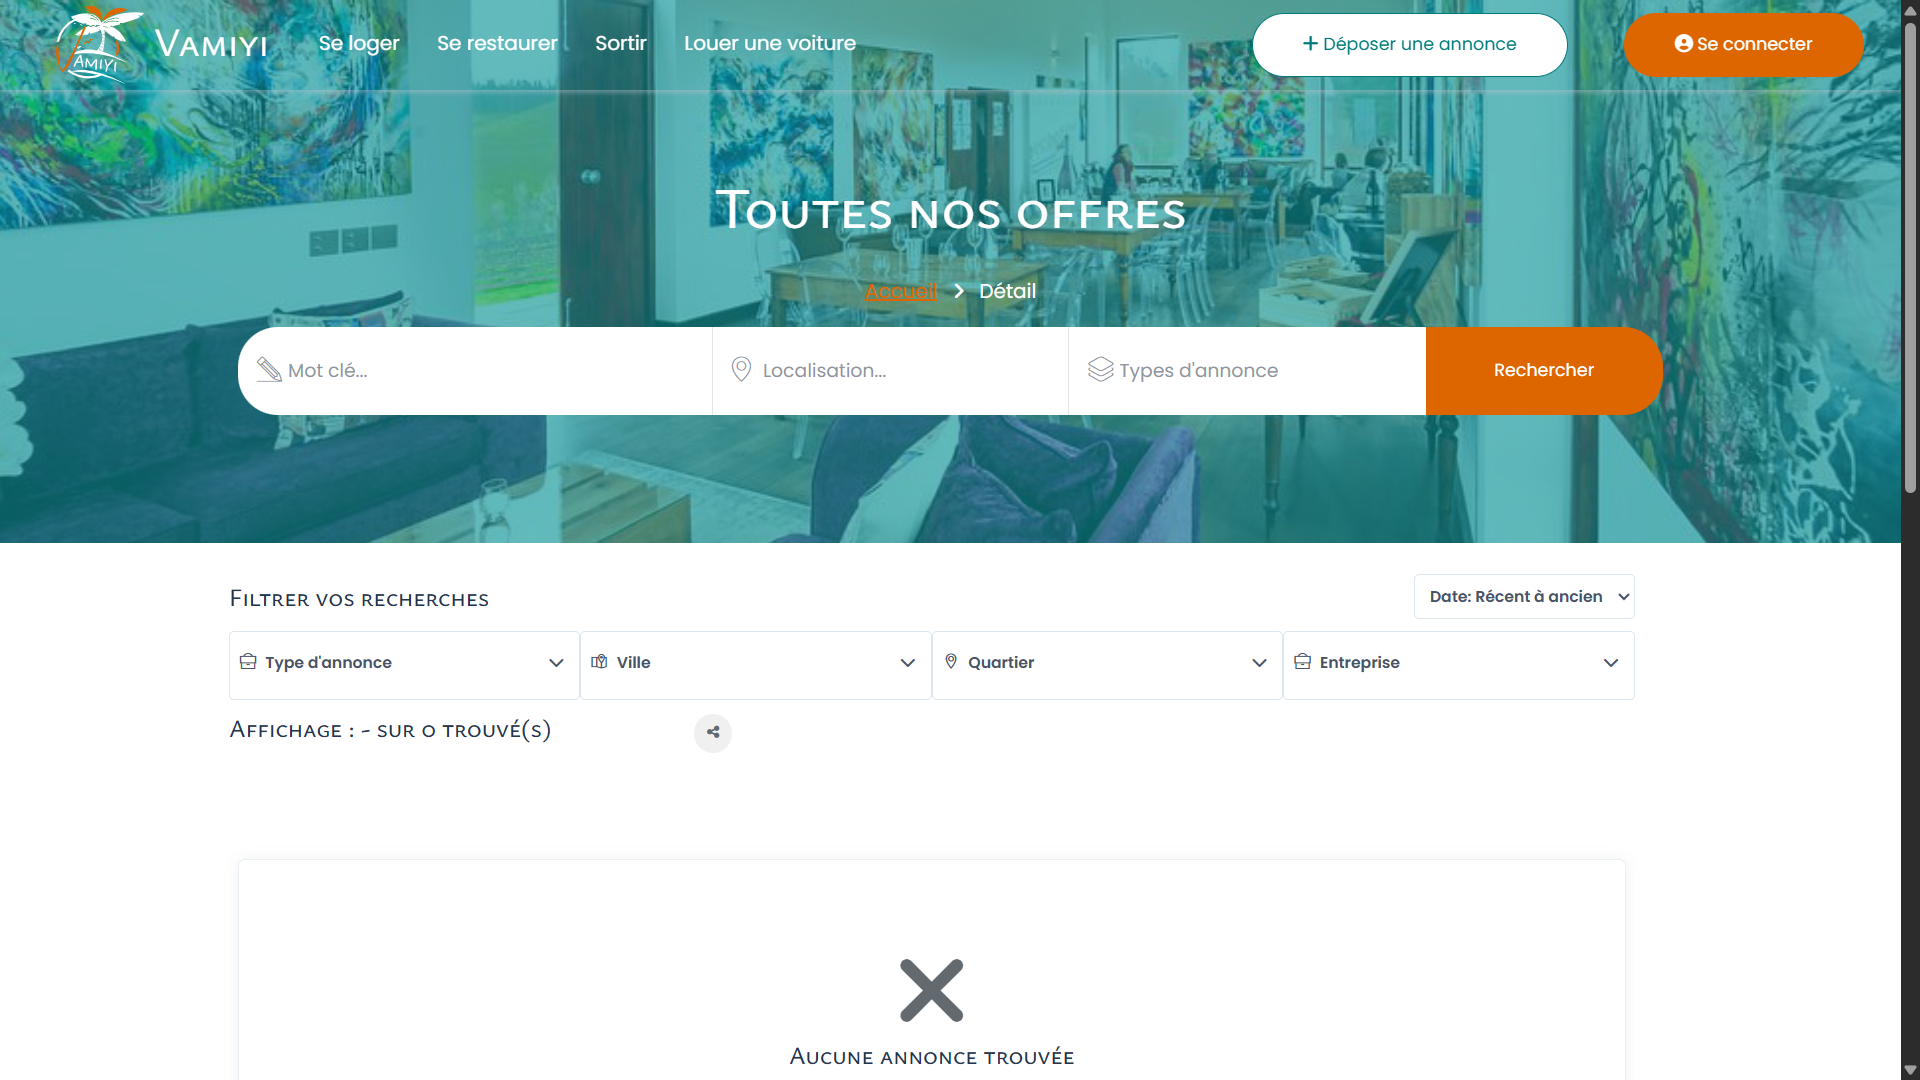 AMIYI
VAMIYI
Se loger
Se restaurer
Sortir
Louer une voiture
Déposer une annonce
Se connecter
TOUTES NOS OFFRES
Accueil
Détail
Mot clé...
Localisation...
Types d'annonce
Rechercher
FILTRER VOS RECHERCHES
Date: Récent à ancien
Type d'annonce
Ville
Quartier
Entreprise
AFFICHAGE : - SUR 0 TROUVÉ(S)
AUCUNE ANNONCE TROUVÉE